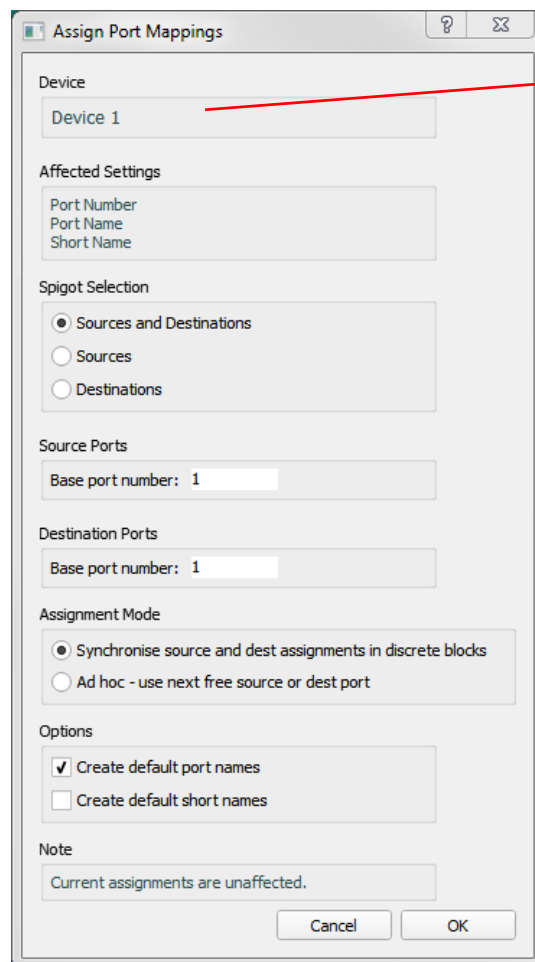 Assign Port Mappings
Device
Device 1
Affected Settings
Port Number
Port Name
Short Name
Spigot Selection
Sources and Destinations
Sources
Destinations
Source Ports
Base port number: 1
Destination Ports
Base port number: 1
Assignment Mode
Synchronise source and dest assignments in discrete blocks
Ad hoc - use next free source or dest port
Options
Create default port names
Create default short names
Note
Current assignments are unaffected.
Cancel OK